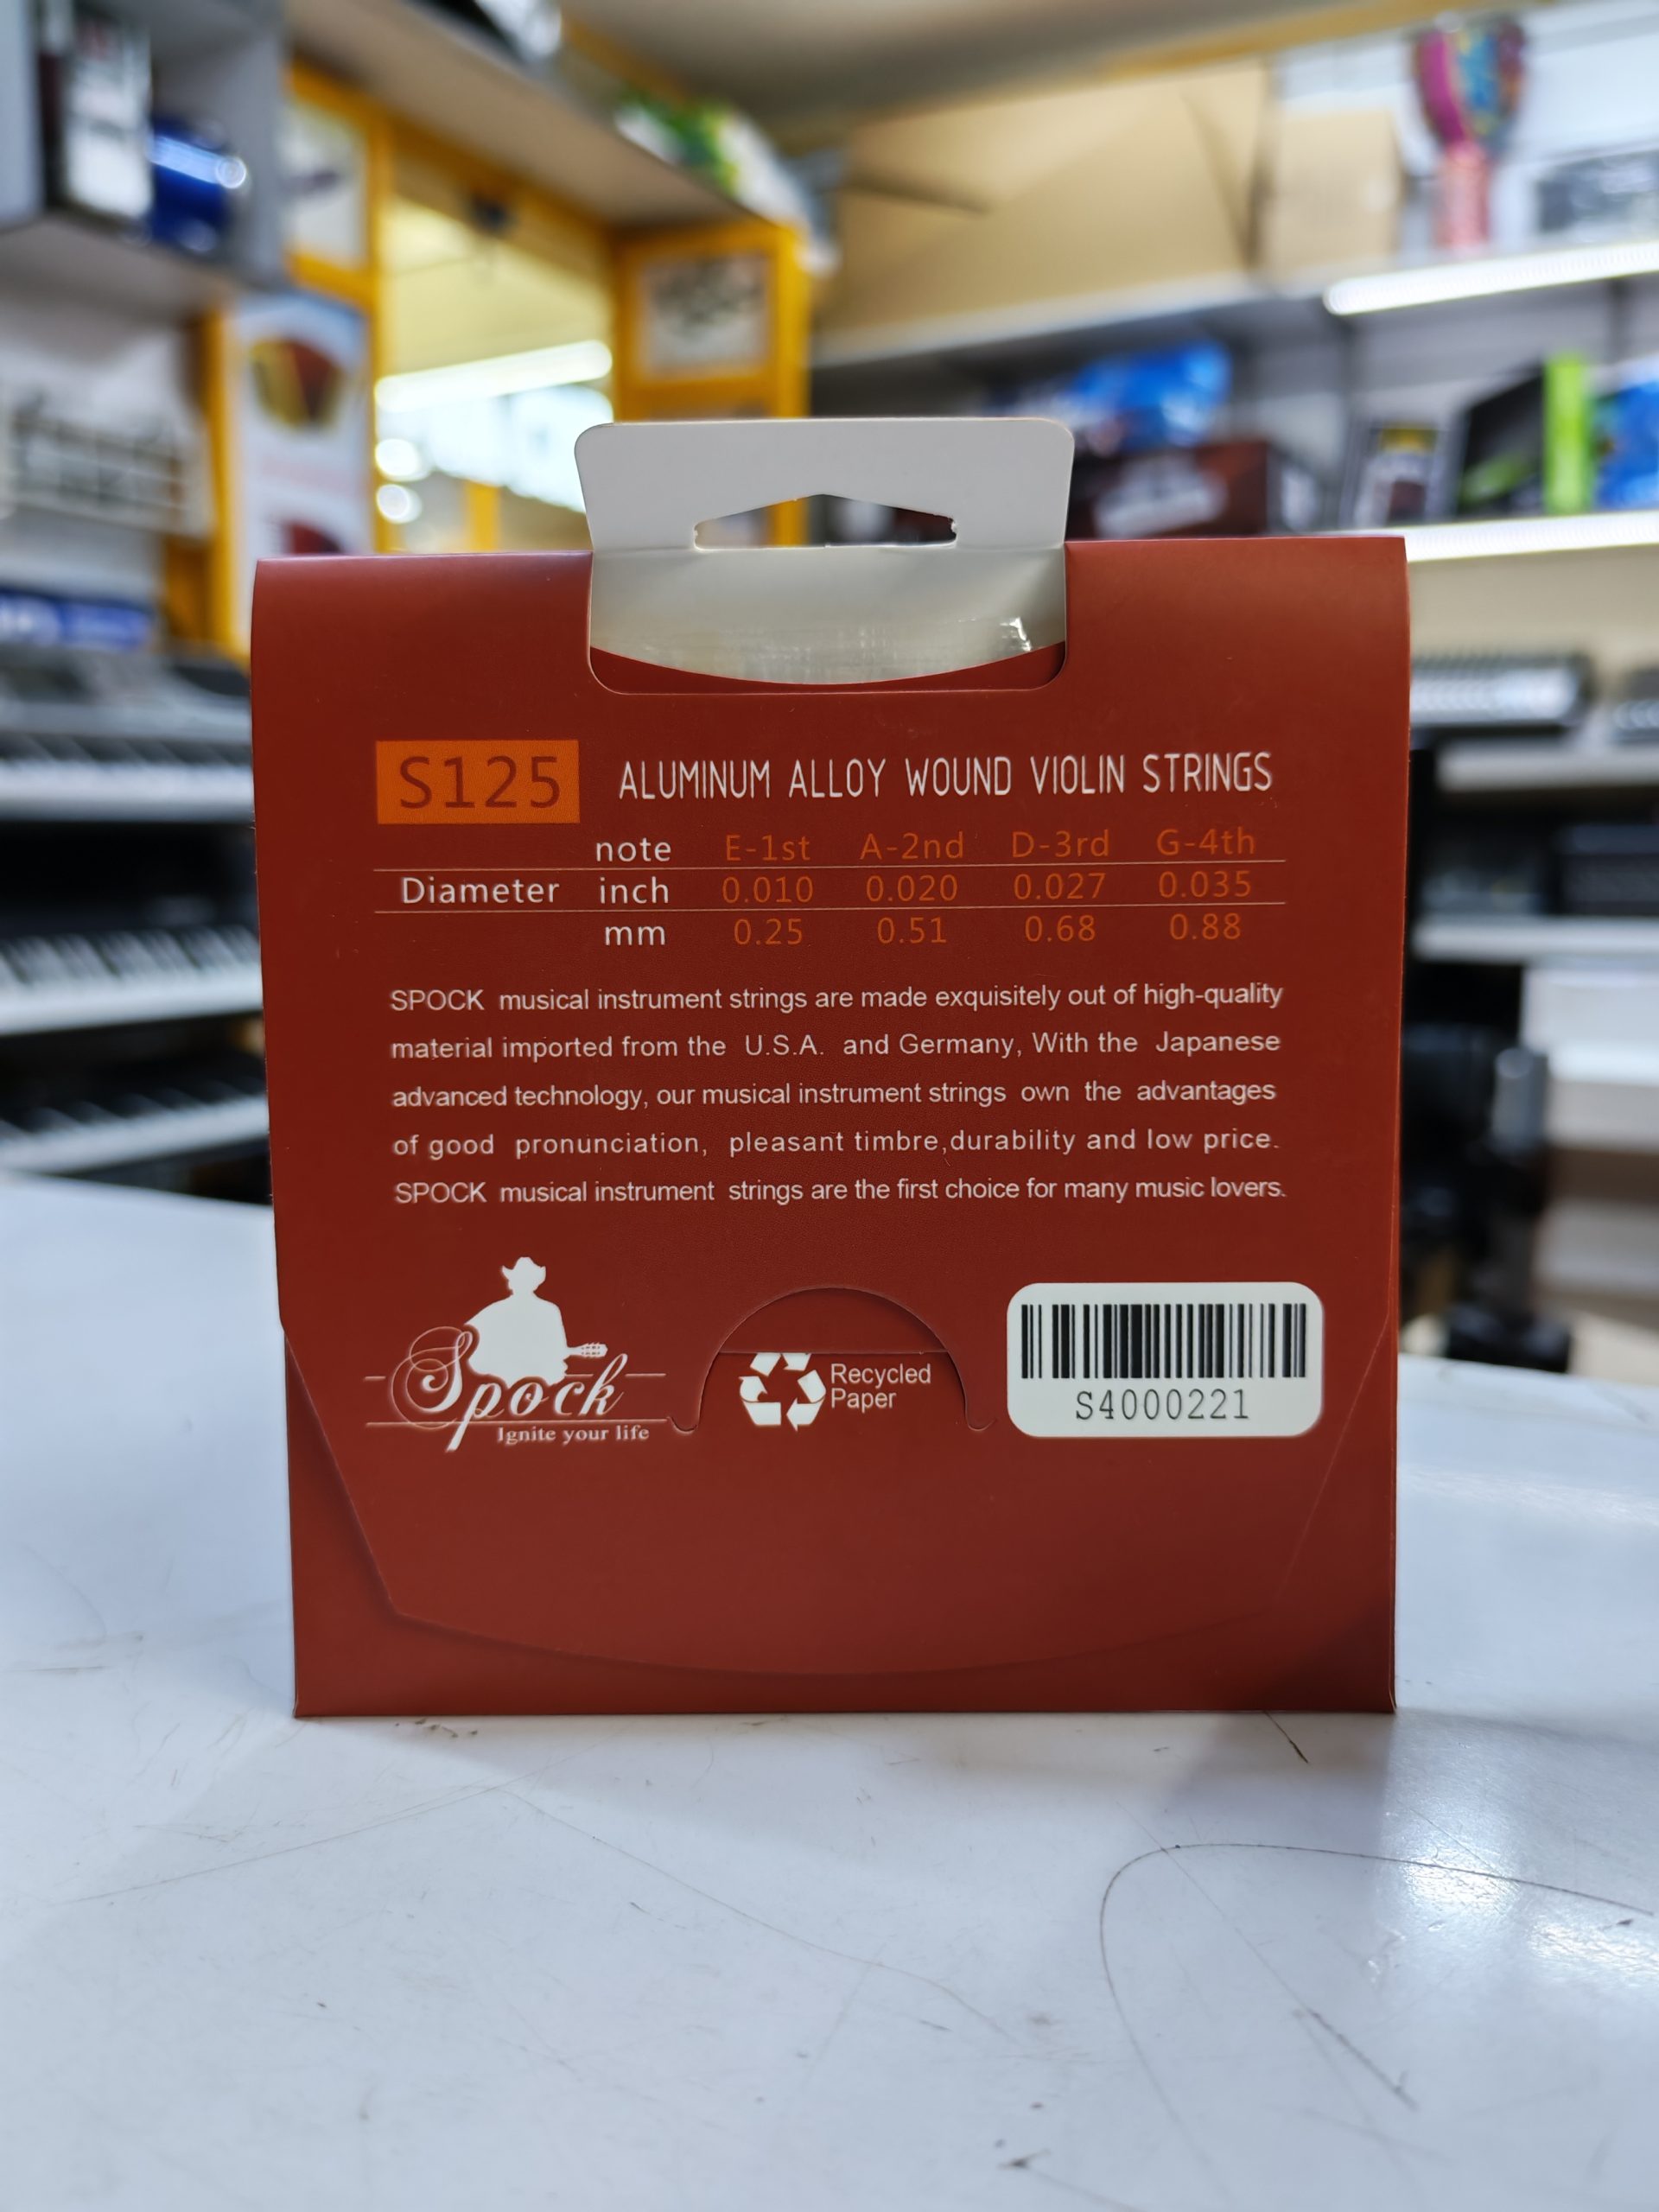 S125 ALUMINUM ALLOY WOUND VIOLIN STRINGS
note E-1st A-2nd D-3rd G-4th
Diameter inch 0.010 0.020 0.027 0.035
mm 0.25 0.51 0.68 0.88
SPOCK musical instrument strings are made exquisitely out of high-quality
material imported from the U.S.A. and Germany, With the Japanese
advanced technology, our musical instrument strings own the advantages
of good pronunciation, pleasant timbre,durability and low price.
SPOCK musical instrument strings are the first choice for many music lovers.
Spock
Ignite your life
Recycled
Paper
S4000221